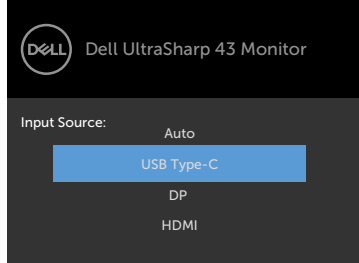 DELL
Dell UltraSharp 43 Monitor
Input Source:
Auto
USB Type-C
DP
HDMI